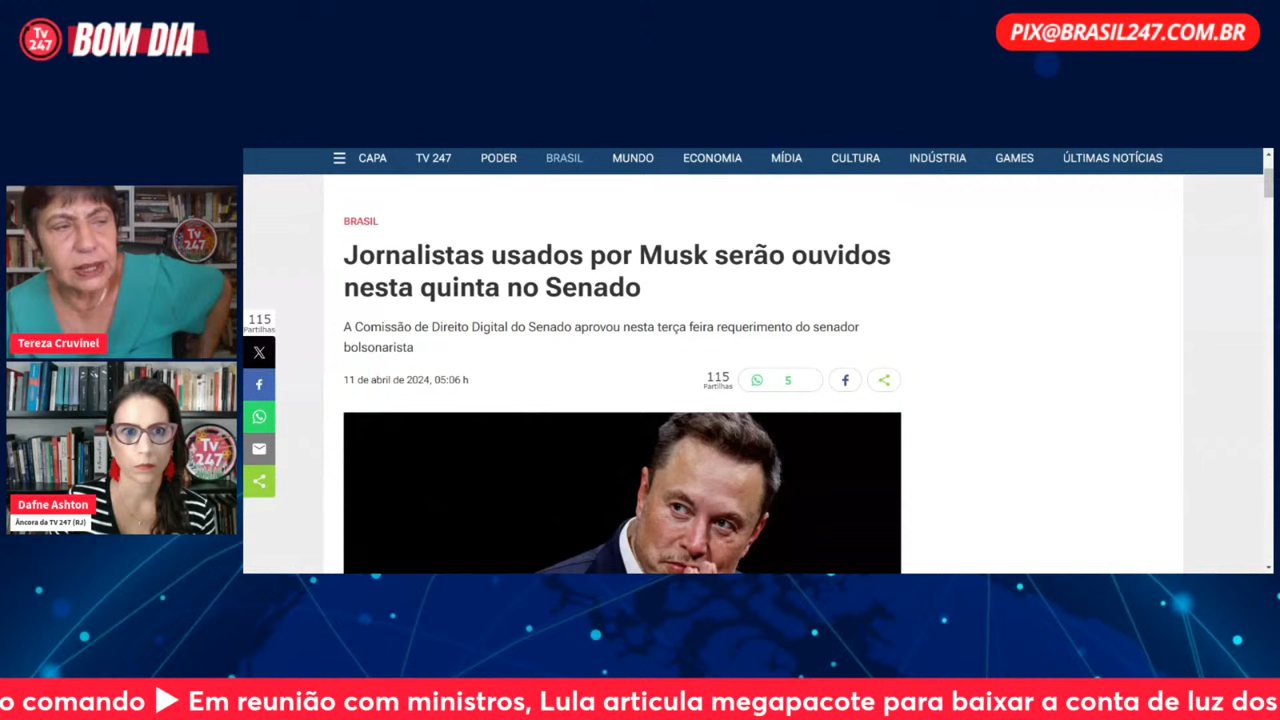 Tv 247 BOM DIA
PIX@BRASIL247.COM.BR
☰ CAPA TV 247 PODER BRASIL MUNDO ECONOMIA MÍDIA CULTURA INDÚSTRIA GAMES ÚLTIMAS NOTÍCIAS
BRASIL
Jornalistas usados por Musk serão ouvidos
nesta quinta no Senado
A Comissão de Direito Digital do Senado aprovou nesta terça feira requerimento do senador
bolsonarista
11 de abril de 2024, 05:06 h
115
Partilhas
5
115
Partilhas
Tv 247
Tereza Cruvinel
Tv 247
Dafne Ashton
Âncora da TV 247 (RJ)
o comando ▶ Em reunião com ministros, Lula articula megapacote para baixar a conta de luz dos